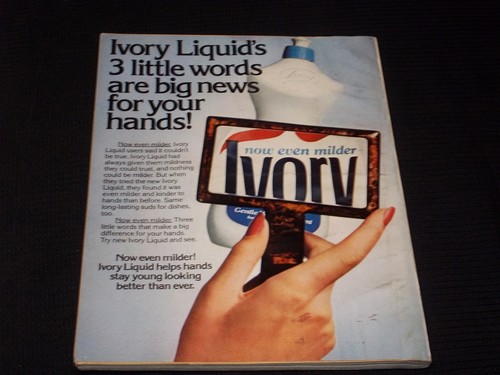 Ivory Liquid's
3 little words
are big news
for your
hands!
Now even milder. Ivory
Liquid users said it couldn't
be true. Ivory Liquid had
always given them mildness
they could trust, and nothing
could be milder. But when
they tried the new Ivory
Liquid, they found it was
even milder and kinder to
hands than before. Same
long-lasting suds for dishes,
too.
Now even milder. Three
little words that make a big
difference for your hands.
Try new Ivory Liquid and see.
Now even milder!
Ivory Liquid helps hands
stay young looking
better than ever.
now even milder
Ivory